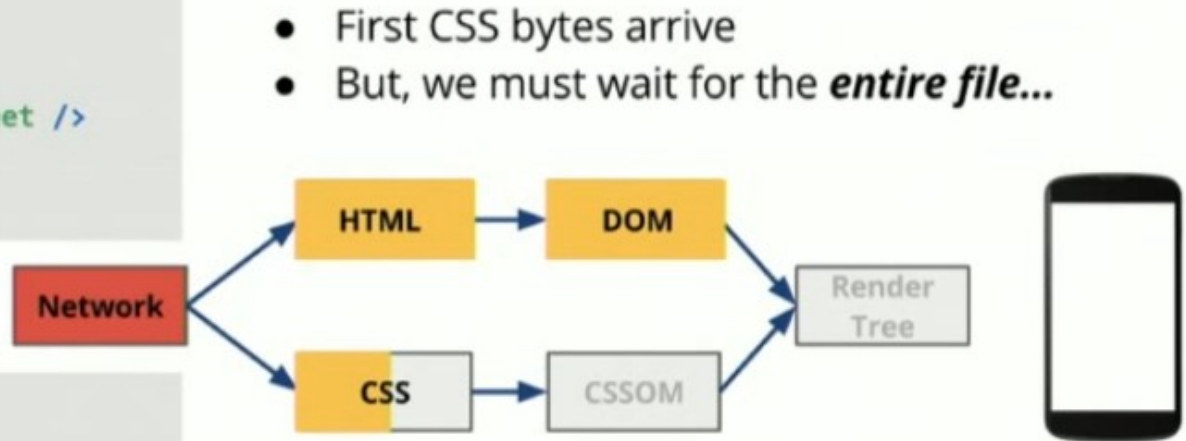 ● First CSS bytes arrive
● But, we must wait for the entire file...
et />
HTML
DOM
Network
Render
Tree
CSS
CSSOM